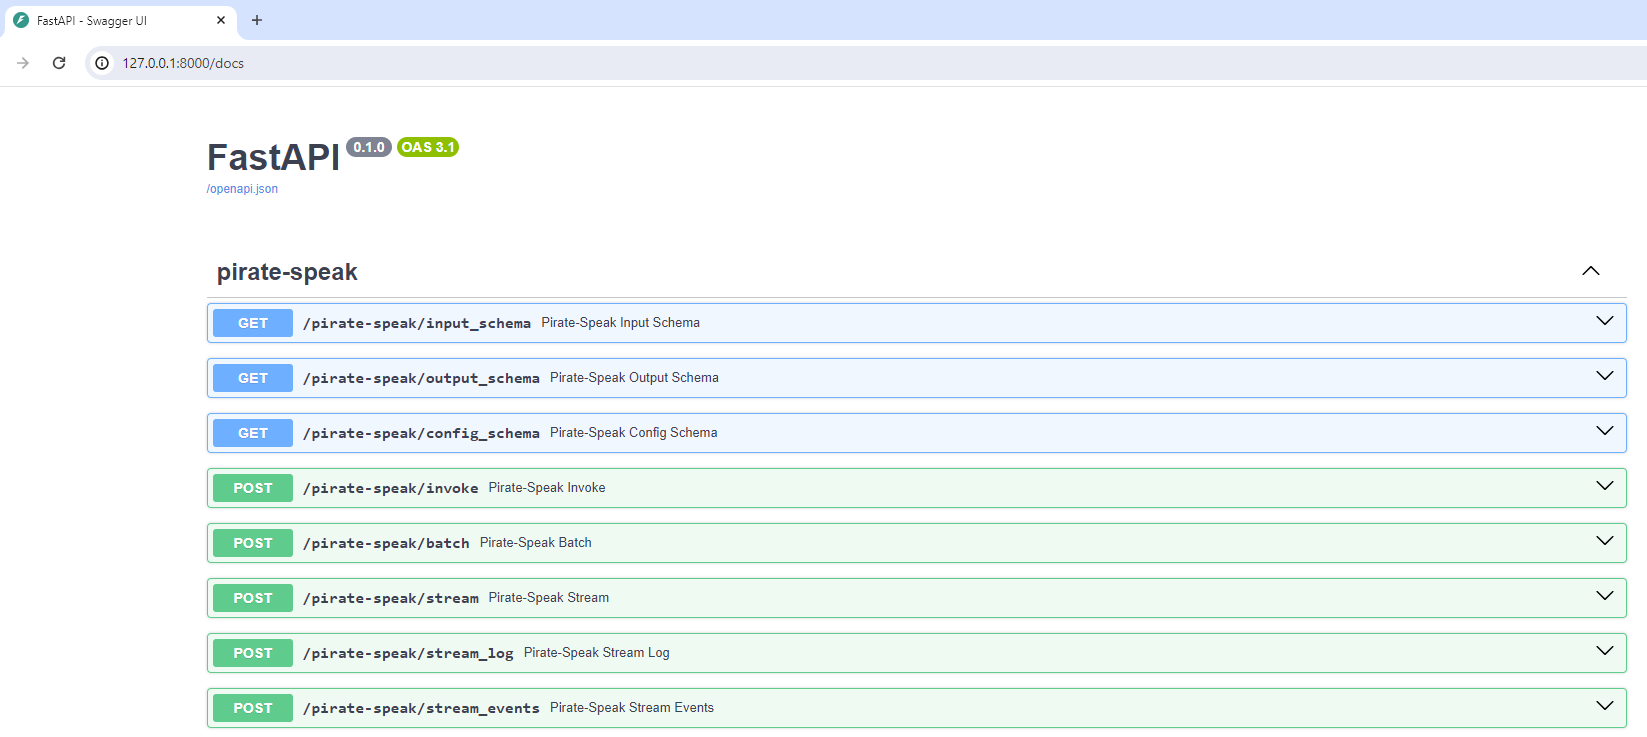 FastAPI - Swagger UI
127.0.0.1:8000/docs
FastAPI 0.1.0 OAS 3.1
/openapi.json
pirate-speak
GET /pirate-speak/input_schema Pirate-Speak Input Schema
GET /pirate-speak/output_schema Pirate-Speak Output Schema
GET /pirate-speak/config_schema Pirate-Speak Config Schema
POST /pirate-speak/invoke Pirate-Speak Invoke
POST /pirate-speak/batch Pirate-Speak Batch
POST /pirate-speak/stream Pirate-Speak Stream
POST /pirate-speak/stream_log Pirate-Speak Stream Log
POST /pirate-speak/stream_events Pirate-Speak Stream Events